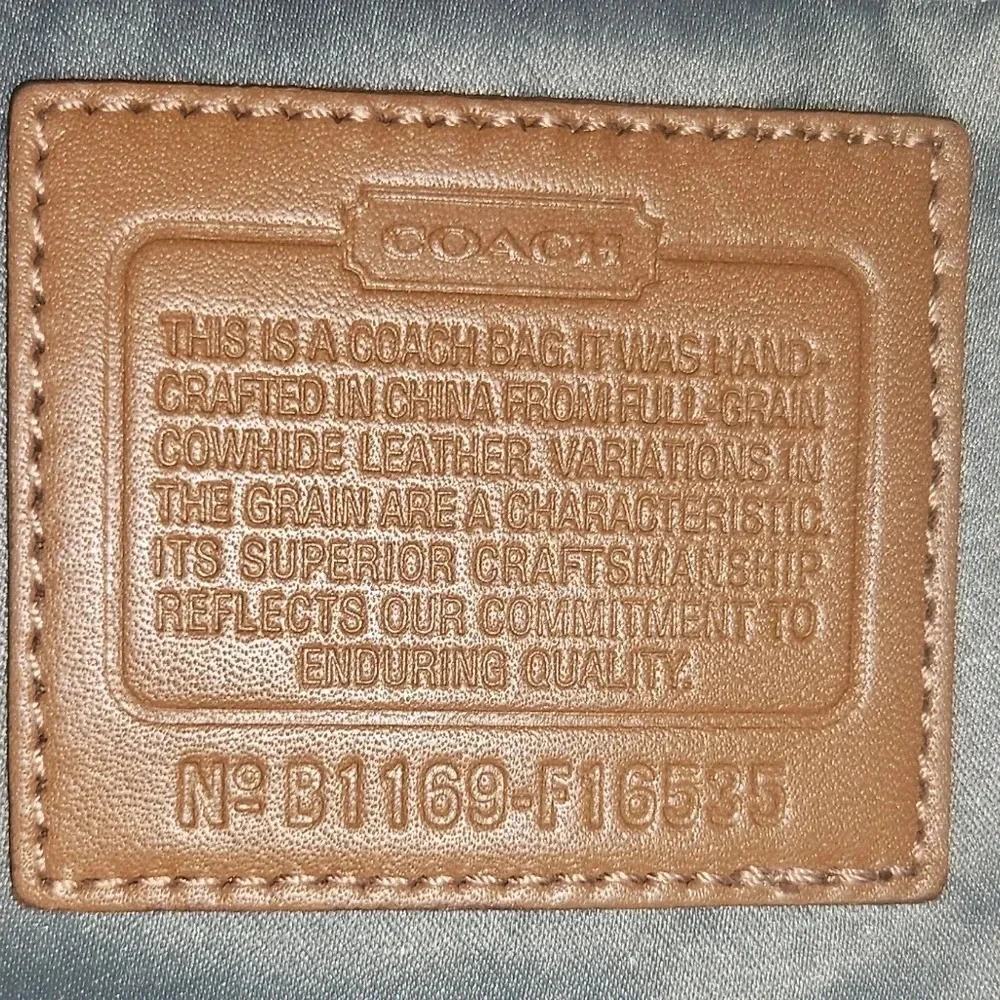 COACH
THIS IS A COACH BAG. IT WAS HAND-
CRAFTED IN CHINA FROM FULL-GRAIN
COWHIDE LEATHER. VARIATIONS IN
THE GRAIN ARE A CHARACTERISTIC.
ITS SUPERIOR CRAFTSMANSHIP
REFLECTS OUR COMMITMENT TO
ENDURING QUALITY.
Nº B1169-F16535